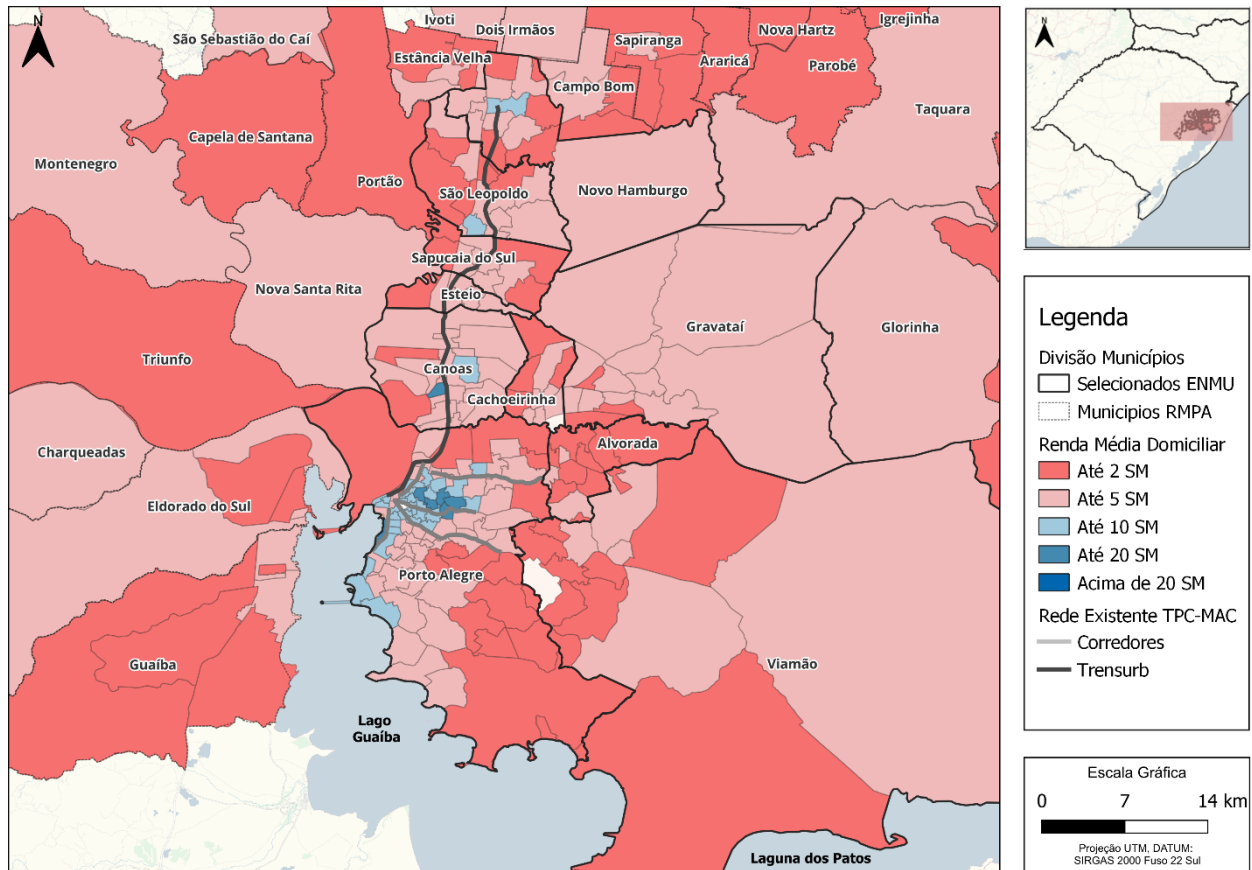 N
Ivoti
Igrejinha
Dois Irmãos
Nova Hartz
São Sebastião do Caí
Sapiranga
Estância Velha
Araricá
Parobé
Campo Bom
Taquara
Capela de Santana
Montenegro
Portão
São Leopoldo
Novo Hamburgo
Sapucaia do Sul
Nova Santa Rita
Esteio
Gravataí
Glorinha
Triunfo
Canoas
Cachoeirinha
Alvorada
Charqueadas
Eldorado do Sul
Porto Alegre
Guaíba
Viamão
Lago
Guaíba
Laguna dos Patos
N
Legenda
Divisão Municípios
Selecionados ENMU
Municipios RMPA
Renda Média Domiciliar
Até 2 SM
Até 5 SM
Até 10 SM
Até 20 SM
Acima de 20 SM
Rede Existente TPC-MAC
Corredores
Trensurb
Escala Gráfica
0 7 14 km
Projeção UTM, DATUM:
SIRGAS 2000 Fuso 22 Sul